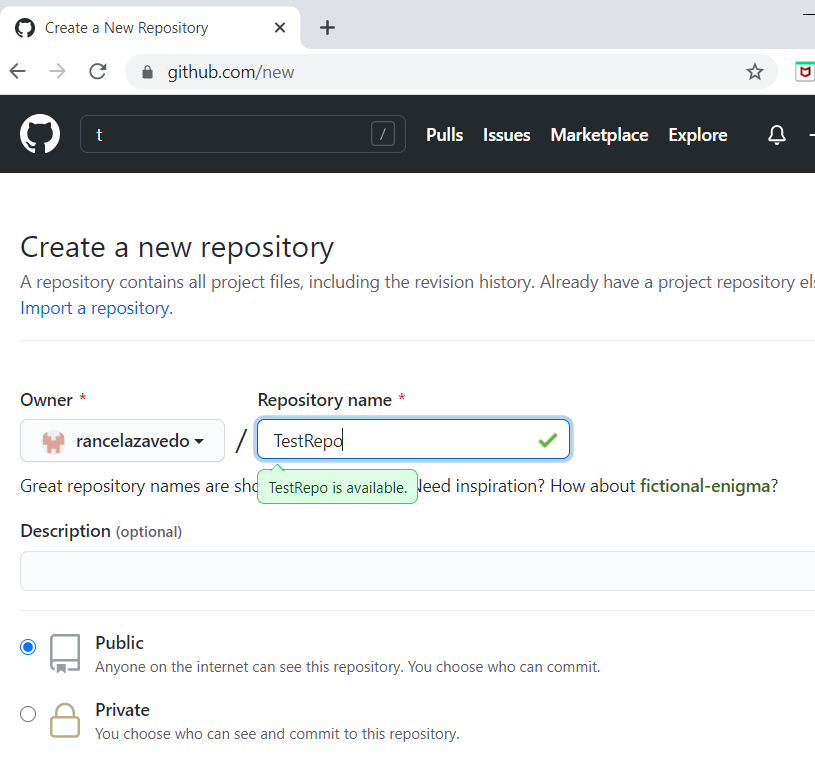 Create a New Repository
github.com/new
t / Pulls Issues Marketplace Explore
Create a new repository
A repository contains all project files, including the revision history. Already have a project repository
Import a repository.
Owner * Repository name *
rancelazavedo / TestRepo
Great repository names are Need inspiration? How about fictional-enigma?
TestRepo is available.
Description (optional)
Public
Anyone on the internet can see this repository. You choose who can commit.
Private
You choose who can see and commit to this repository.